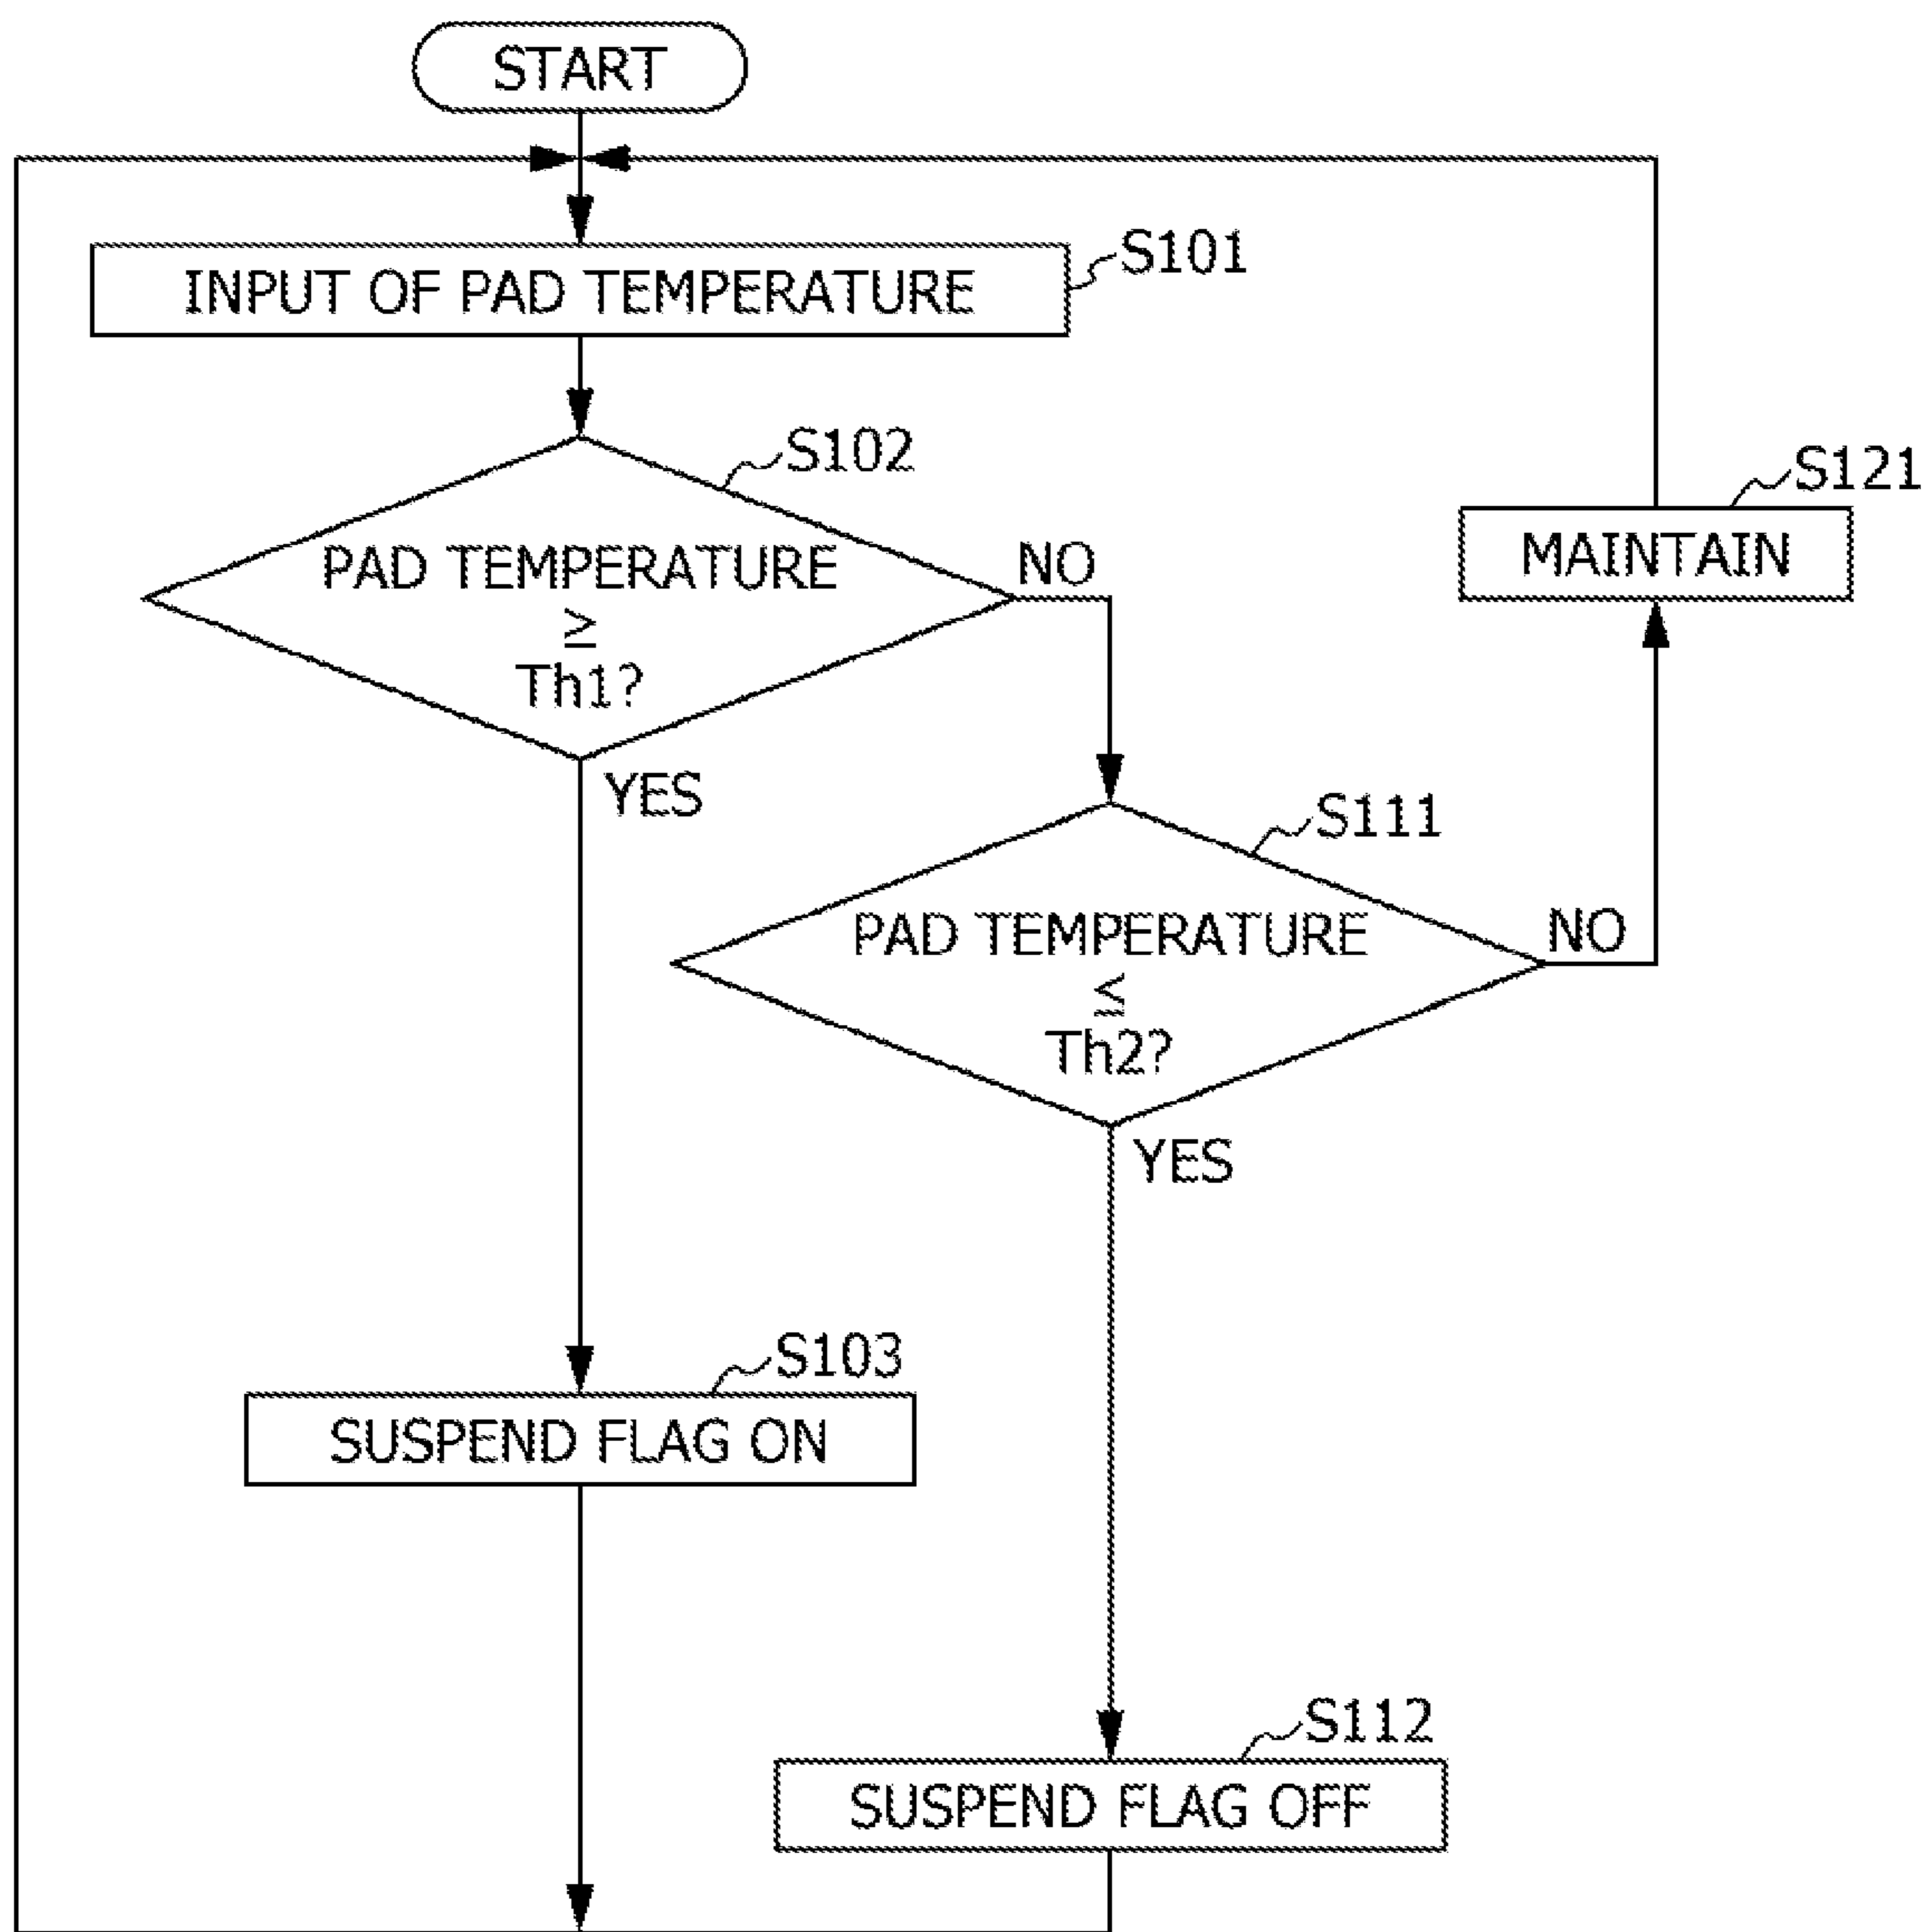 START
INPUT OF PAD TEMPERATURE
S101
S102
PAD TEMPERATURE
≥
Th1?
NO
YES
S121
MAINTAIN
S111
PAD TEMPERATURE
≤
Th2?
NO
YES
S103
SUSPEND FLAG ON
S112
SUSPEND FLAG OFF